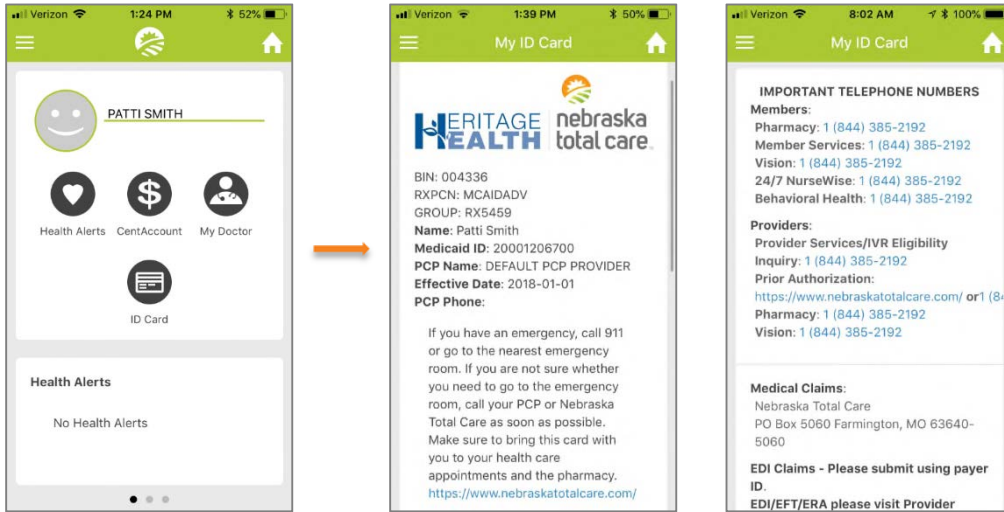 Verizon 1:24 PM 52%
PATTI SMITH
Health Alerts CentAccount My Doctor
ID Card
Health Alerts
No Health Alerts
Verizon 1:39 PM 50%
My ID Card
HERITAGE HEALTH
nebraska
total care
BIN: 004336
RXPCN: MCAIDADV
GROUP: RX5459
Name: Patti Smith
Medicaid ID: 20001206700
PCP Name: DEFAULT PCP PROVIDER
Effective Date: 2018-01-01
PCP Phone:
If you have an emergency, call 911
or go to the nearest emergency
room. If you are not sure whether
you need to go to the emergency
room, call your PCP or Nebraska
Total Care as soon as possible.
Make sure to bring this card with
you to your health care
appointments and the pharmacy.
https://www.nebraskatotalcare.com/
Verizon 8:02 AM 100%
My ID Card
IMPORTANT TELEPHONE NUMBERS
Members:
Pharmacy: 1 (844) 385-2192
Member Services: 1 (844) 385-2192
Vision: 1 (844) 385-2192
24/7 NurseWise: 1 (844) 385-2192
Behavioral Health: 1 (844) 385-2192
Providers:
Provider Services/IVR Eligibility
Inquiry: 1 (844) 385-2192
Prior Authorization:
https://www.nebraskatotalcare.com/ or1 (84
Pharmacy: 1 (844) 385-2192
Vision: 1 (844) 385-2192
Medical Claims:
Nebraska Total Care
PO Box 5060 Farmington, MO 63640-
5060
EDI Claims - Please submit using payer
ID.
EDI/EFT/ERA please visit Provider